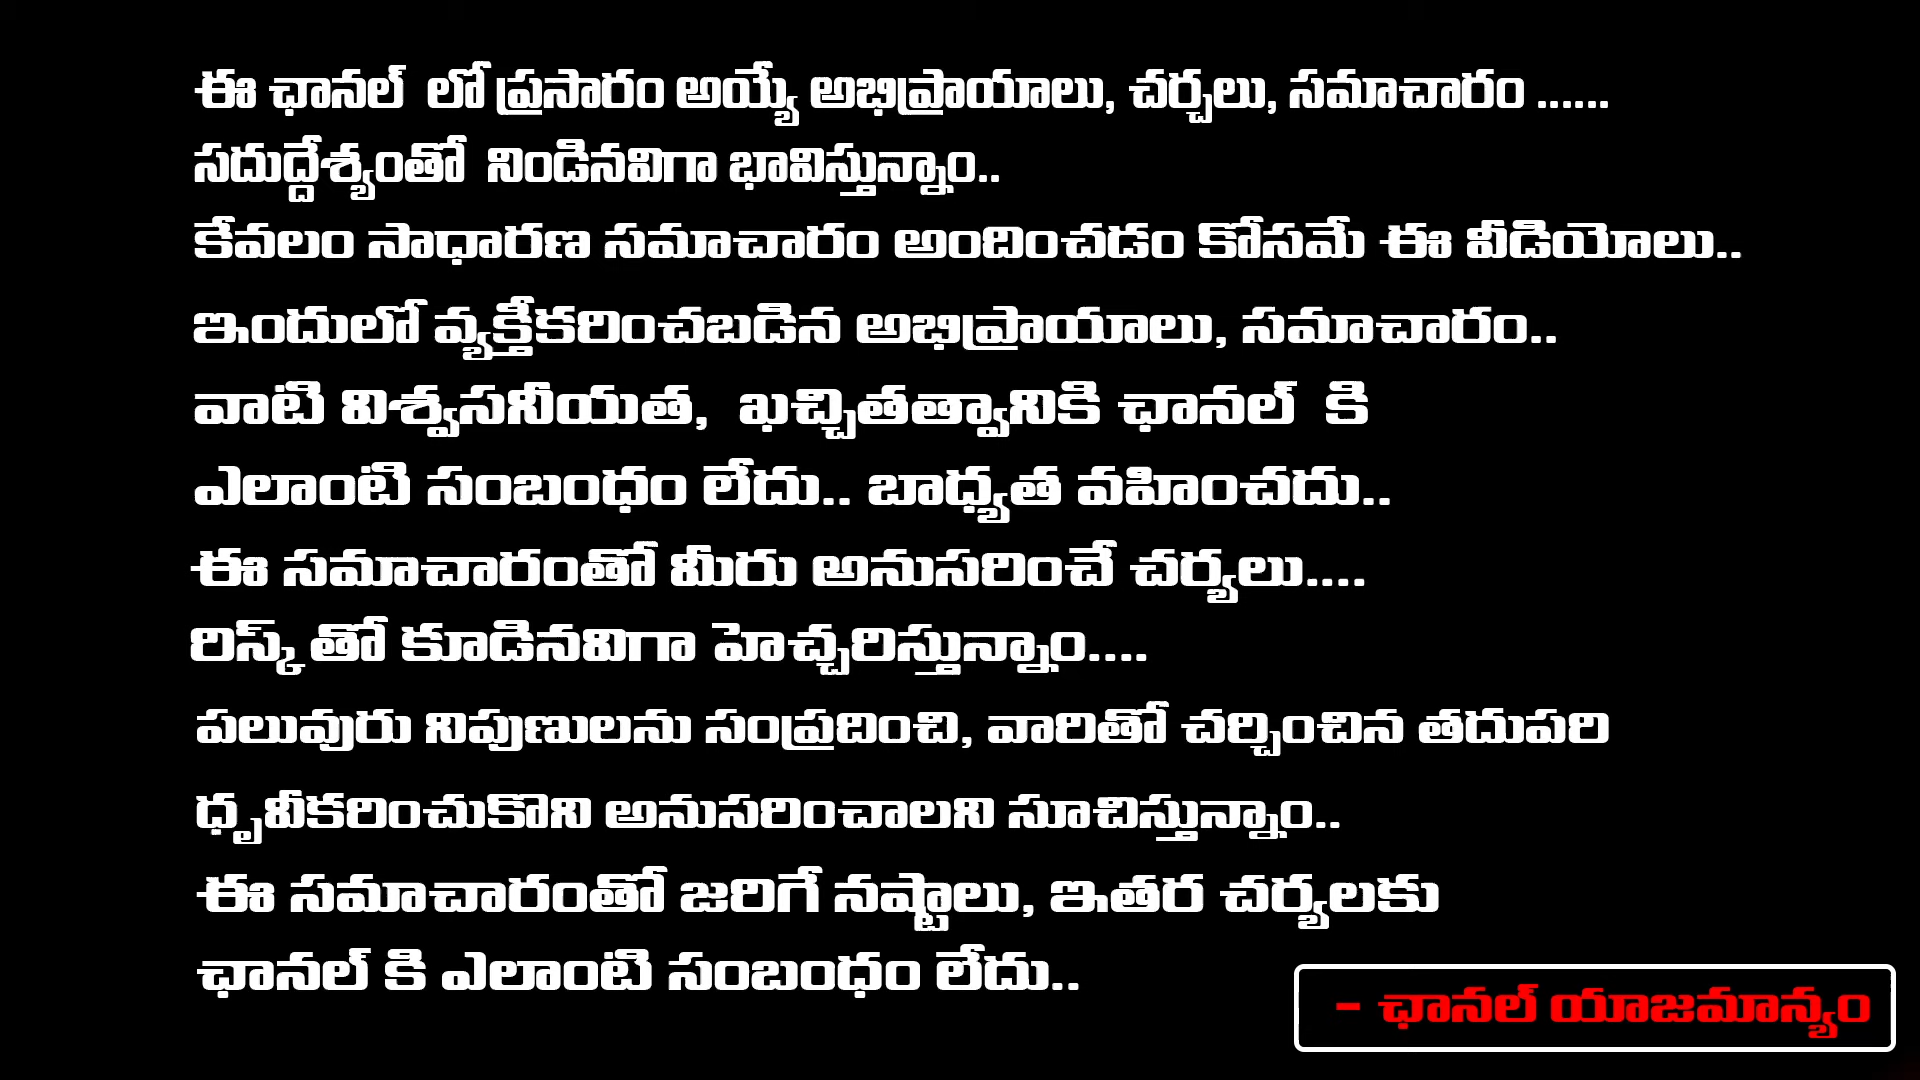 ఈ ఛానల్ లో ప్రసారం అయ్యే అభిప్రాయాలు, చర్చలు, సమాచారం ......
సదుద్దేశ్యంతో నిండినవిగా భావిస్తున్నాం..
కేవలం సాధారణ సమాచారం అందించడం కోసమే ఈ వీడియోలు..
ఇందులో వ్యక్తీకరించబడిన అభిప్రాయాలు, సమాచారం..
వాటి విశ్వసనీయత, ఖచ్చితత్వానికి ఛానల్ కి
ఎలాంటి సంబంధం లేదు.. బాధ్యత వహించదు..
ఈ సమాచారంతో మీరు అనుసరించే చర్యలు....
రిస్క్ తో కూడినవిగా హెచ్చరిస్తున్నాం....
పలువురు నిపుణులను సంప్రదించి, వారితో చర్చించిన తదుపరి
ధృవీకరించుకొని అనుసరించాలని సూచిస్తున్నాం..
ఈ సమాచారంతో జరిగే నష్టాలు, ఇతర చర్యలకు
ఛానల్ కి ఎలాంటి సంబంధం లేదు..
- ఛానల్ యాజమాన్యం